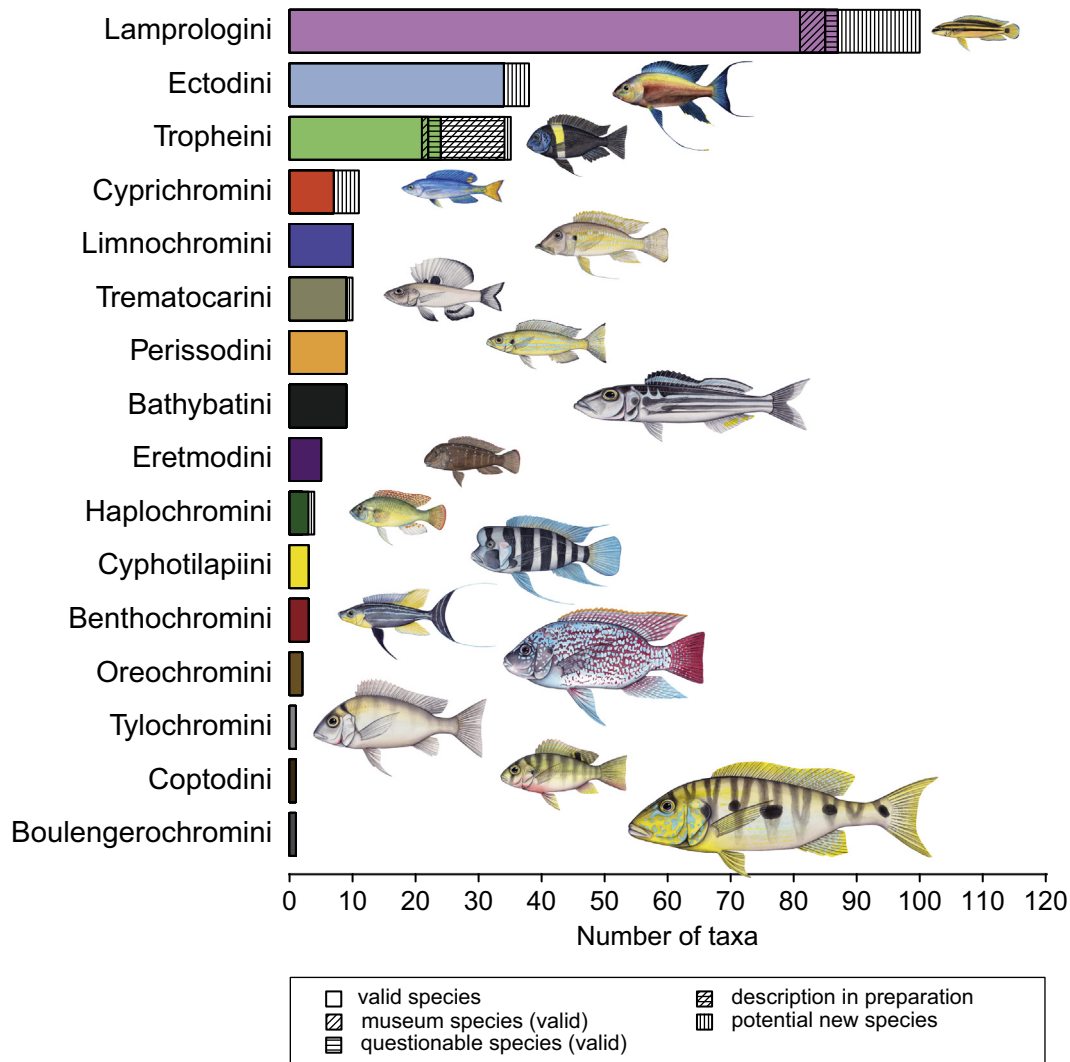 Lamprologini
Ectodini
Tropheini
Cyprichromini
Limnochromini
Trematocarini
Perissodini
Bathybatini
Eretmodini
Haplochromini
Cyphotilapiini
Benthochromini
Oreochromini
Tylochromini
Coptodini
Boulengerochromini
0 10 20 30 40 50 60 70 80 90 100 110 120
Number of taxa
valid species
museum species (valid)
questionable species (valid)
description in preparation
potential new species